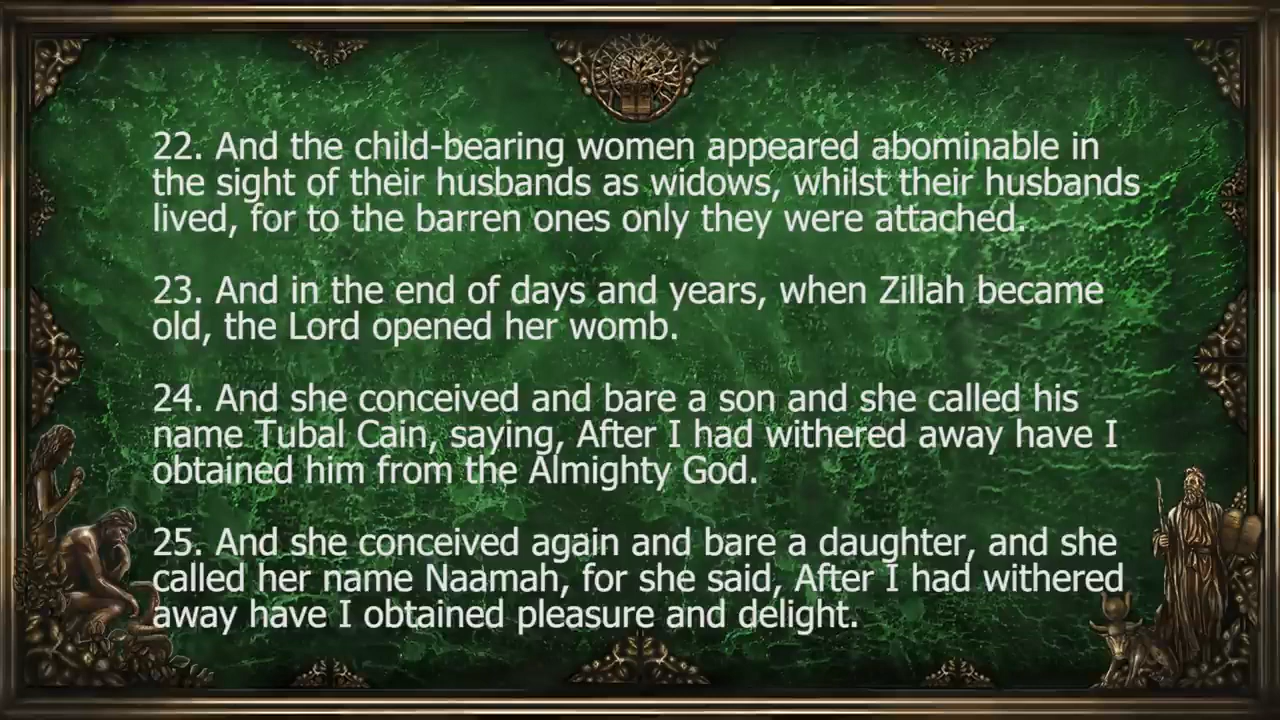 22. And the child-bearing women appeared abominable in
the sight of their husbands as widows, whilst their husbands
lived, for to the barren ones only they were attached.
23. And in the end of days and years, when Zillah became
old, the Lord opened her womb.
24. And she conceived and bare a son and she called his
name Tubal Cain, saying, After I had withered away have I
obtained him from the Almighty God.
25. And she conceived again and bare a daughter, and she
called her name Naamah, for she said, After I had withered
away have I obtained pleasure and delight.